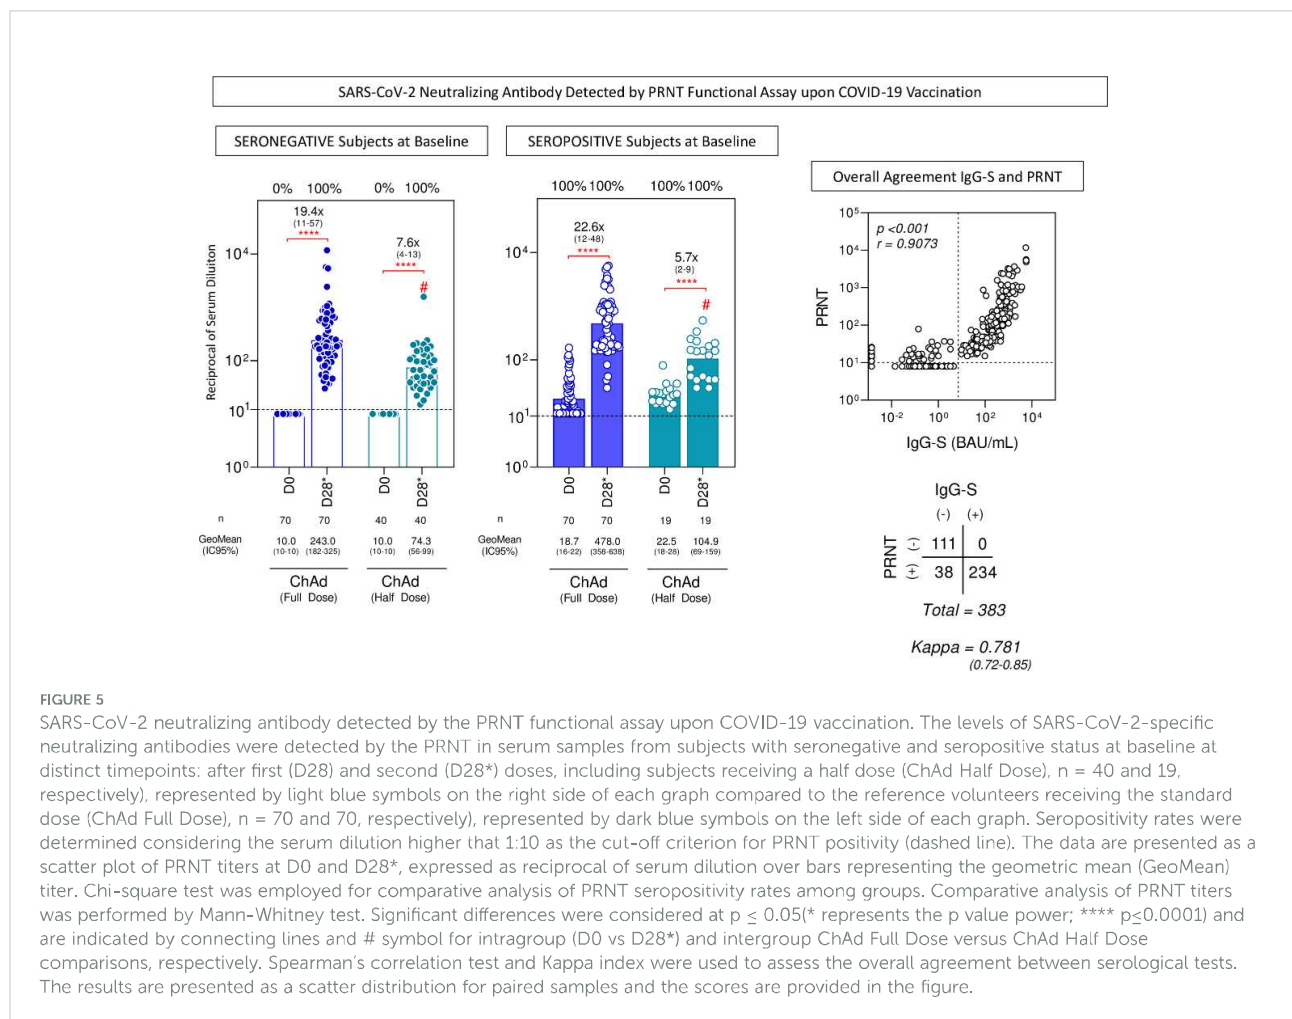 SARS-CoV-2 Neutralizing Antibody Detected by PRNT Functional Assay upon COVID-19 Vaccination
SERONEGATIVE Subjects at Baseline
SEROPOSITIVE Subjects at Baseline
Overall Agreement IgG-S and PRNT
0% 100% 0% 100%
19.4x
(11-57)
****
7.6x
(4-13)
****
#
Reciprocal of Serum Diluiton
10⁴
10²
10¹
10⁰
D0 D28* D0 D28*
n 70 70 40 40
GeoMean 10.0 243.0 10.0 74.3
(IC95%) (10-10) (182-325) (10-10) (56-99)
ChAd ChAd
(Full Dose) (Half Dose)
100% 100% 100% 100%
22.6x
(12-48)
****
5.7x
(2-9)
****
#
10⁴
10²
10¹
10⁰
D0 D28* D0 D28*
n 70 70 19 19
GeoMean 18.7 478.0 22.5 104.9
(IC95%) (16-22) (358-638) (18-28) (69-159)
ChAd ChAd
(Full Dose) (Half Dose)
p <0.001
r = 0.9073
PRNT
10⁵
10⁴
10³
10²
10¹
10⁰
10⁻² 10⁰ 10² 10⁴
IgG-S (BAU/mL)
IgG-S
(-) (+)
PRNT
(-) 111 0
(+) 38 234
Total = 383
Kappa = 0.781
(0.72-0.85)
FIGURE 5
SARS-CoV-2 neutralizing antibody detected by the PRNT functional assay upon COVID-19 vaccination. The levels of SARS-CoV-2-specific
neutralizing antibodies were detected by the PRNT in serum samples from subjects with seronegative and seropositive status at baseline at
distinct timepoints: after first (D28) and second (D28*) doses, including subjects receiving a half dose (ChAd Half Dose), n = 40 and 19,
respectively), represented by light blue symbols on the right side of each graph compared to the reference volunteers receiving the standard
dose (ChAd Full Dose), n = 70 and 70, respectively), represented by dark blue symbols on the left side of each graph. Seropositivity rates were
determined considering the serum dilution higher that 1:10 as the cut-off criterion for PRNT positivity (dashed line). The data are presented as a
scatter plot of PRNT titers at D0 and D28*, expressed as reciprocal of serum dilution over bars representing the geometric mean (GeoMean)
titer. Chi-square test was employed for comparative analysis of PRNT seropositivity rates among groups. Comparative analysis of PRNT titers
was performed by Mann-Whitney test. Significant differences were considered at p ≤ 0.05(* represents the p value power; **** p≤0.0001) and
are indicated by connecting lines and # symbol for intragroup (D0 vs D28*) and intergroup ChAd Full Dose versus ChAd Half Dose
comparisons, respectively. Spearman's correlation test and Kappa index were used to assess the overall agreement between serological tests.
The results are presented as a scatter distribution for paired samples and the scores are provided in the figure.